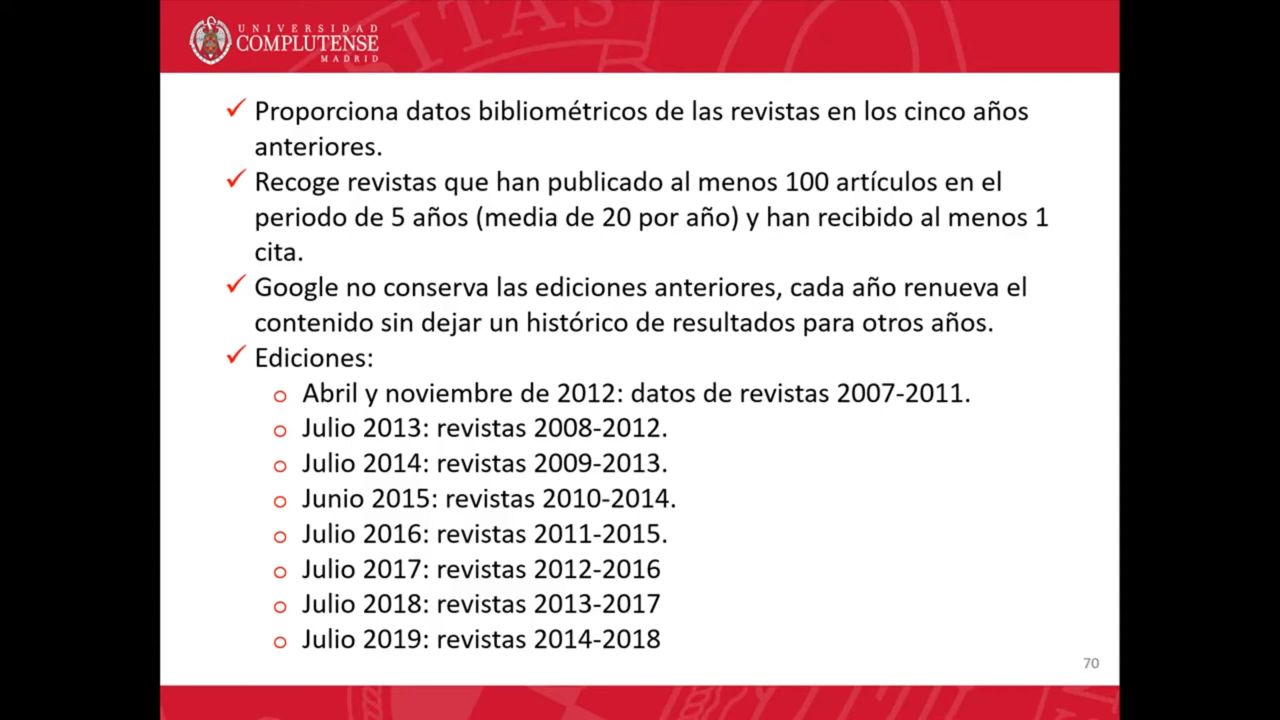 UNIVERSIDAD
COMPLUTENSE
MADRID
ITAS
✓ Proporciona datos bibliométricos de las revistas en los cinco años
anteriores.
✓ Recoge revistas que han publicado al menos 100 artículos en el
periodo de 5 años (media de 20 por año) y han recibido al menos 1
cita.
✓ Google no conserva las ediciones anteriores, cada año renueva el
contenido sin dejar un histórico de resultados para otros años.
✓ Ediciones:
o Abril y noviembre de 2012: datos de revistas 2007-2011.
o Julio 2013: revistas 2008-2012.
o Julio 2014: revistas 2009-2013.
o Junio 2015: revistas 2010-2014.
o Julio 2016: revistas 2011-2015.
o Julio 2017: revistas 2012-2016
o Julio 2018: revistas 2013-2017
o Julio 2019: revistas 2014-2018
70